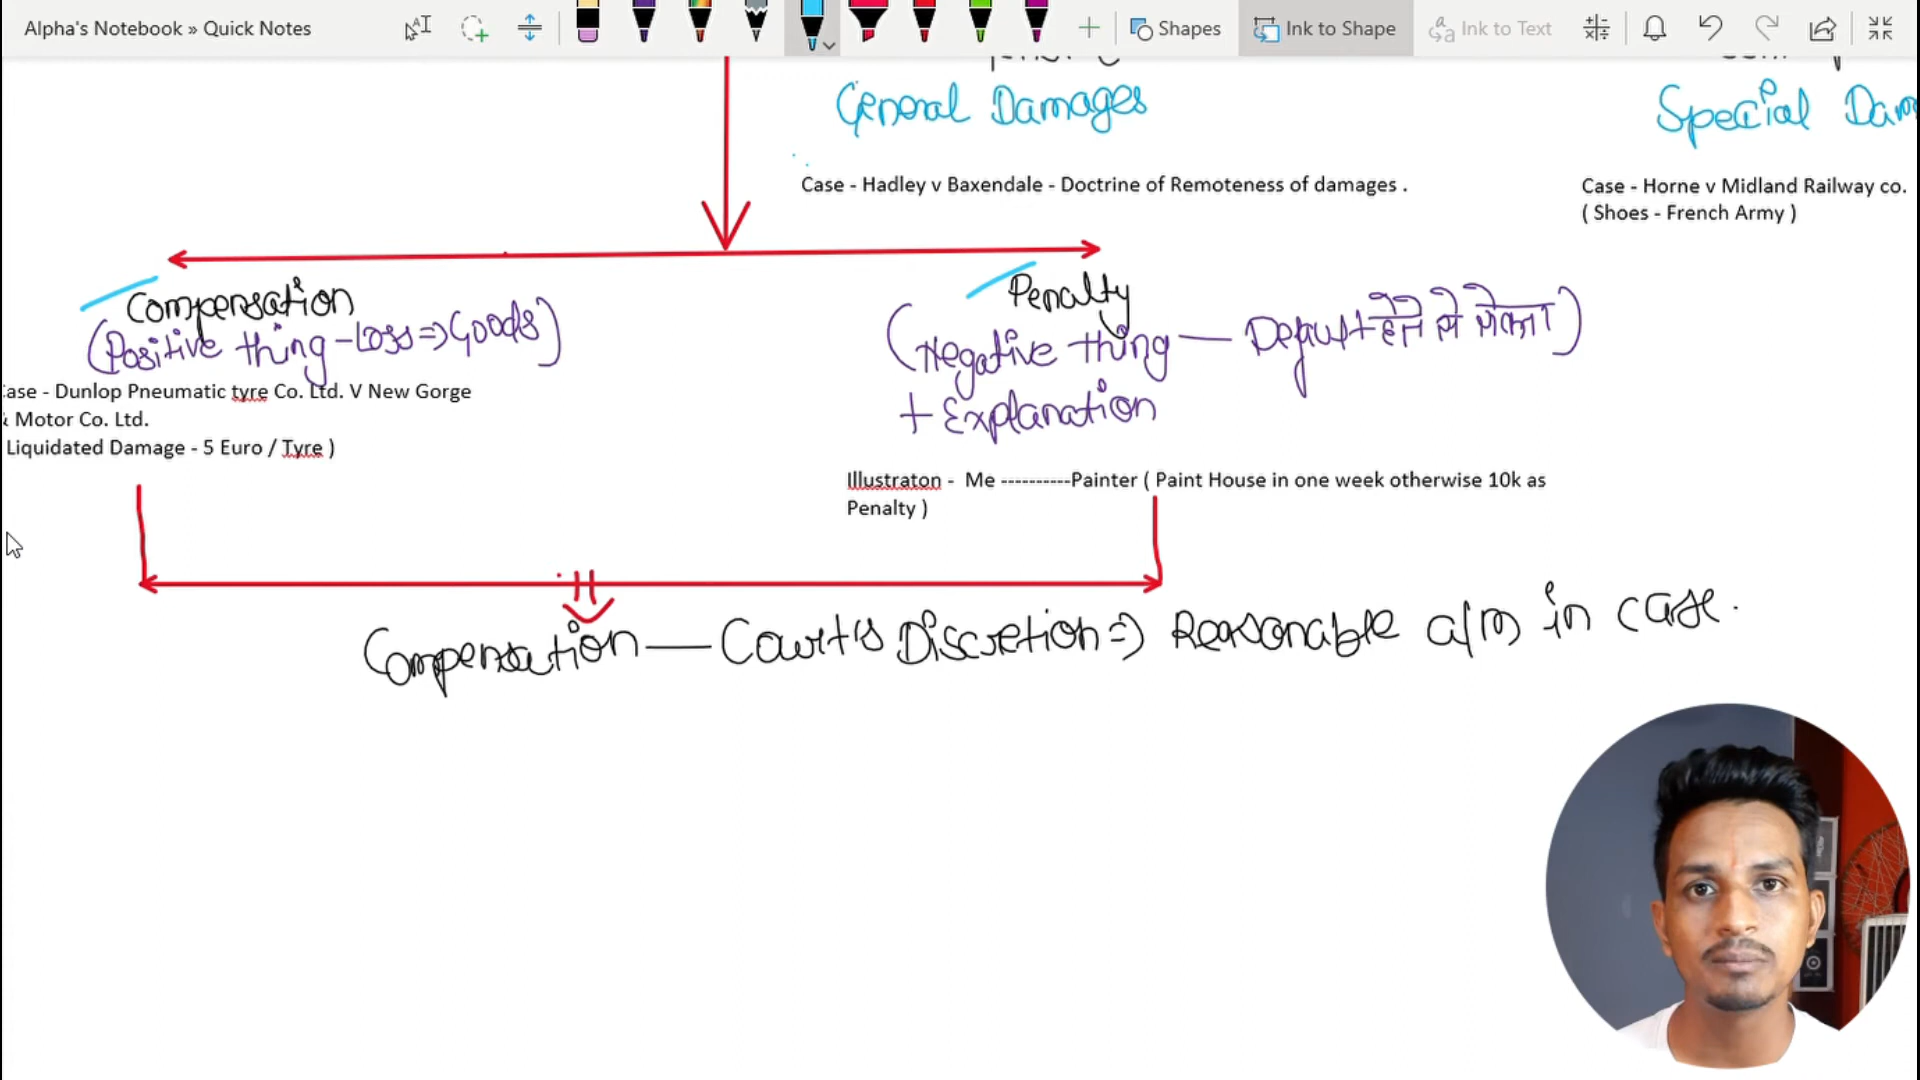 Alpha's Notebook » Quick Notes
Shapes
Ink to Shape
Ink to Text
General Damages
Special Dam
Case - Hadley v Baxendale - Doctrine of Remoteness of damages .
Case - Horne v Midland Railway co.
( Shoes - French Army )
Compensation
(Positive thing - Loss => Goods)
ase - Dunlop Pneumatic tyre Co. Ltd. V New Gorge
& Motor Co. Ltd.
Liquidated Damage - 5 Euro / Tyre )
Penalty
(Negative thing — Default होने से रोकना)
+ Explanation
Illustraton -  Me ----------Painter ( Paint House in one week otherwise 10k as
Penalty )
Compensation — Court's Discretion => Reasonable a/m in case.